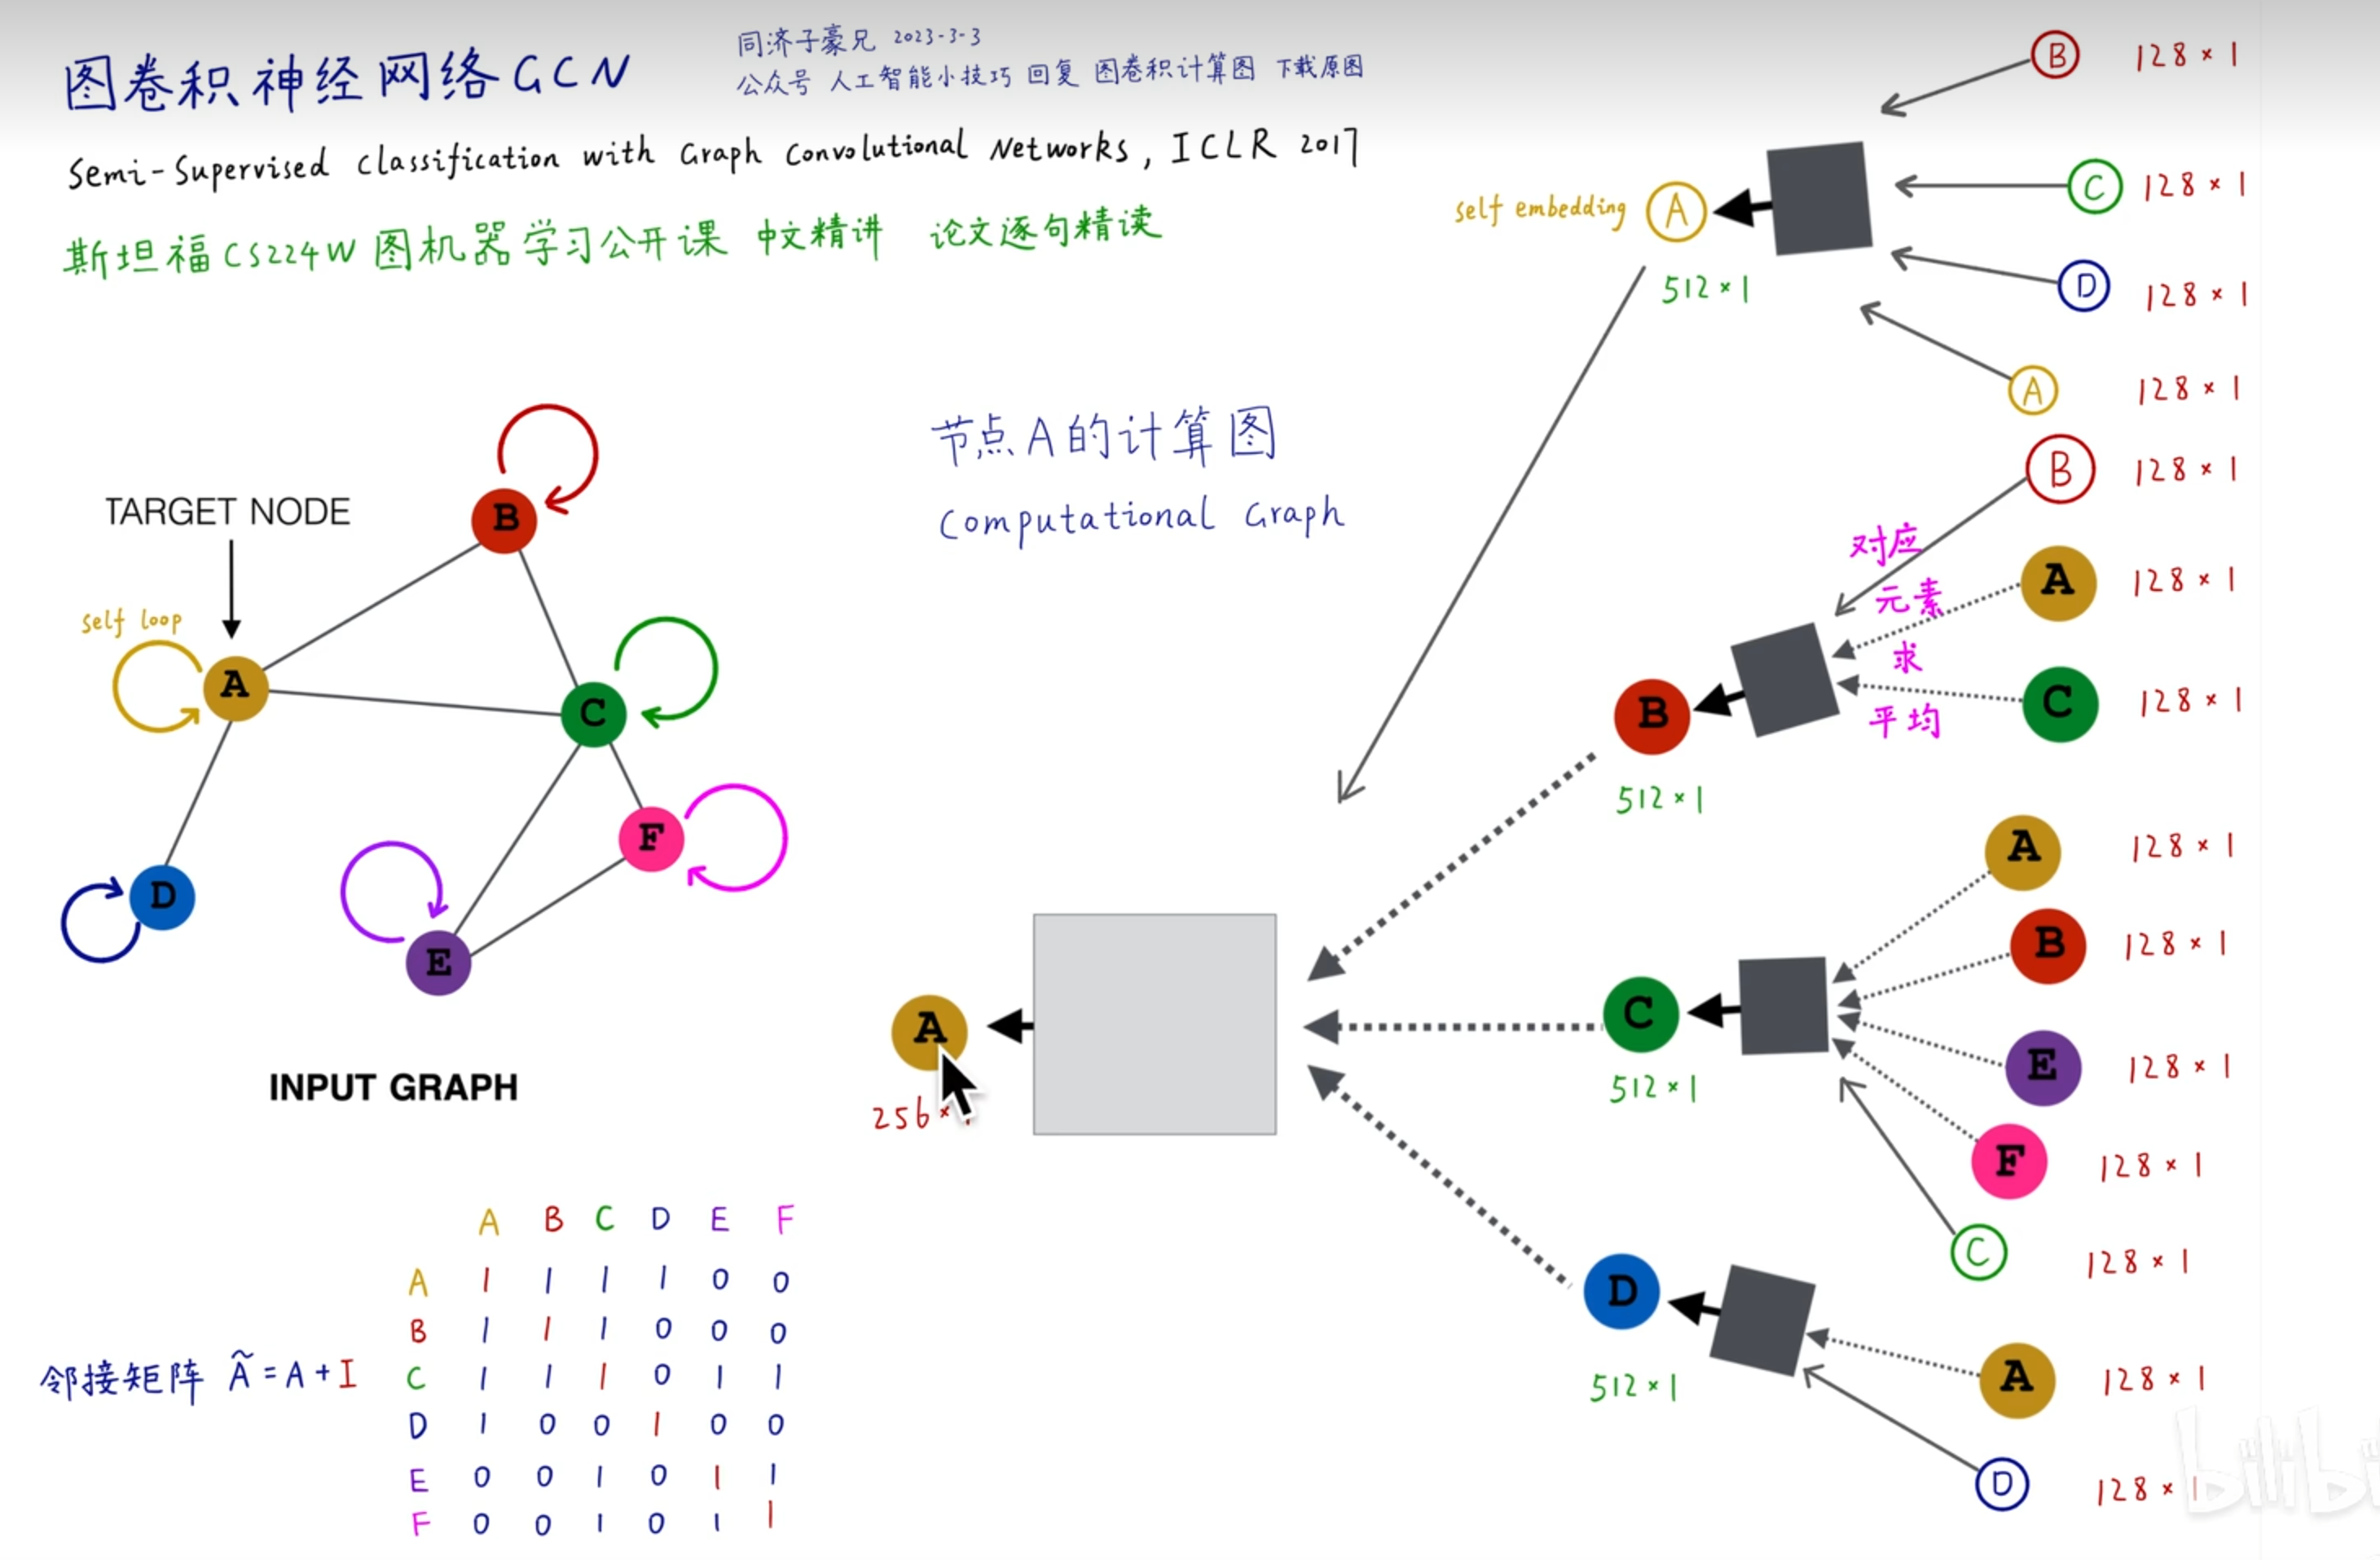 图卷积神经网络GCN
同济子豪兄 2023-3-3
公众号 人工智能小技巧 回复 图卷积计算图 下载原图
Semi-Supervised Classification with Graph Convolutional Networks, ICLR 2017
斯坦福CS224W图机器学习公开课 中文精讲 论文逐句精读
TARGET NODE
self loop
A
B
C
D
E
F
INPUT GRAPH
节点A的计算图
Computational Graph
邻接矩阵 Ã=A+I
A B C D E F
A 1 1 1 1 0 0
B 1 1 1 0 0 0
C 1 1 1 0 1 1
D 1 0 0 1 0 0
E 0 0 1 0 1 1
F 0 0 1 0 1 1
A
256×1
self embedding
A
512×1
B 128×1
C 128×1
D 128×1
A 128×1
B
512×1
对应
元素
求
平均
B 128×1
A 128×1
C 128×1
C
512×1
A 128×1
B 128×1
E 128×1
F 128×1
C 128×1
D
512×1
A 128×1
D 128×1
bilibi